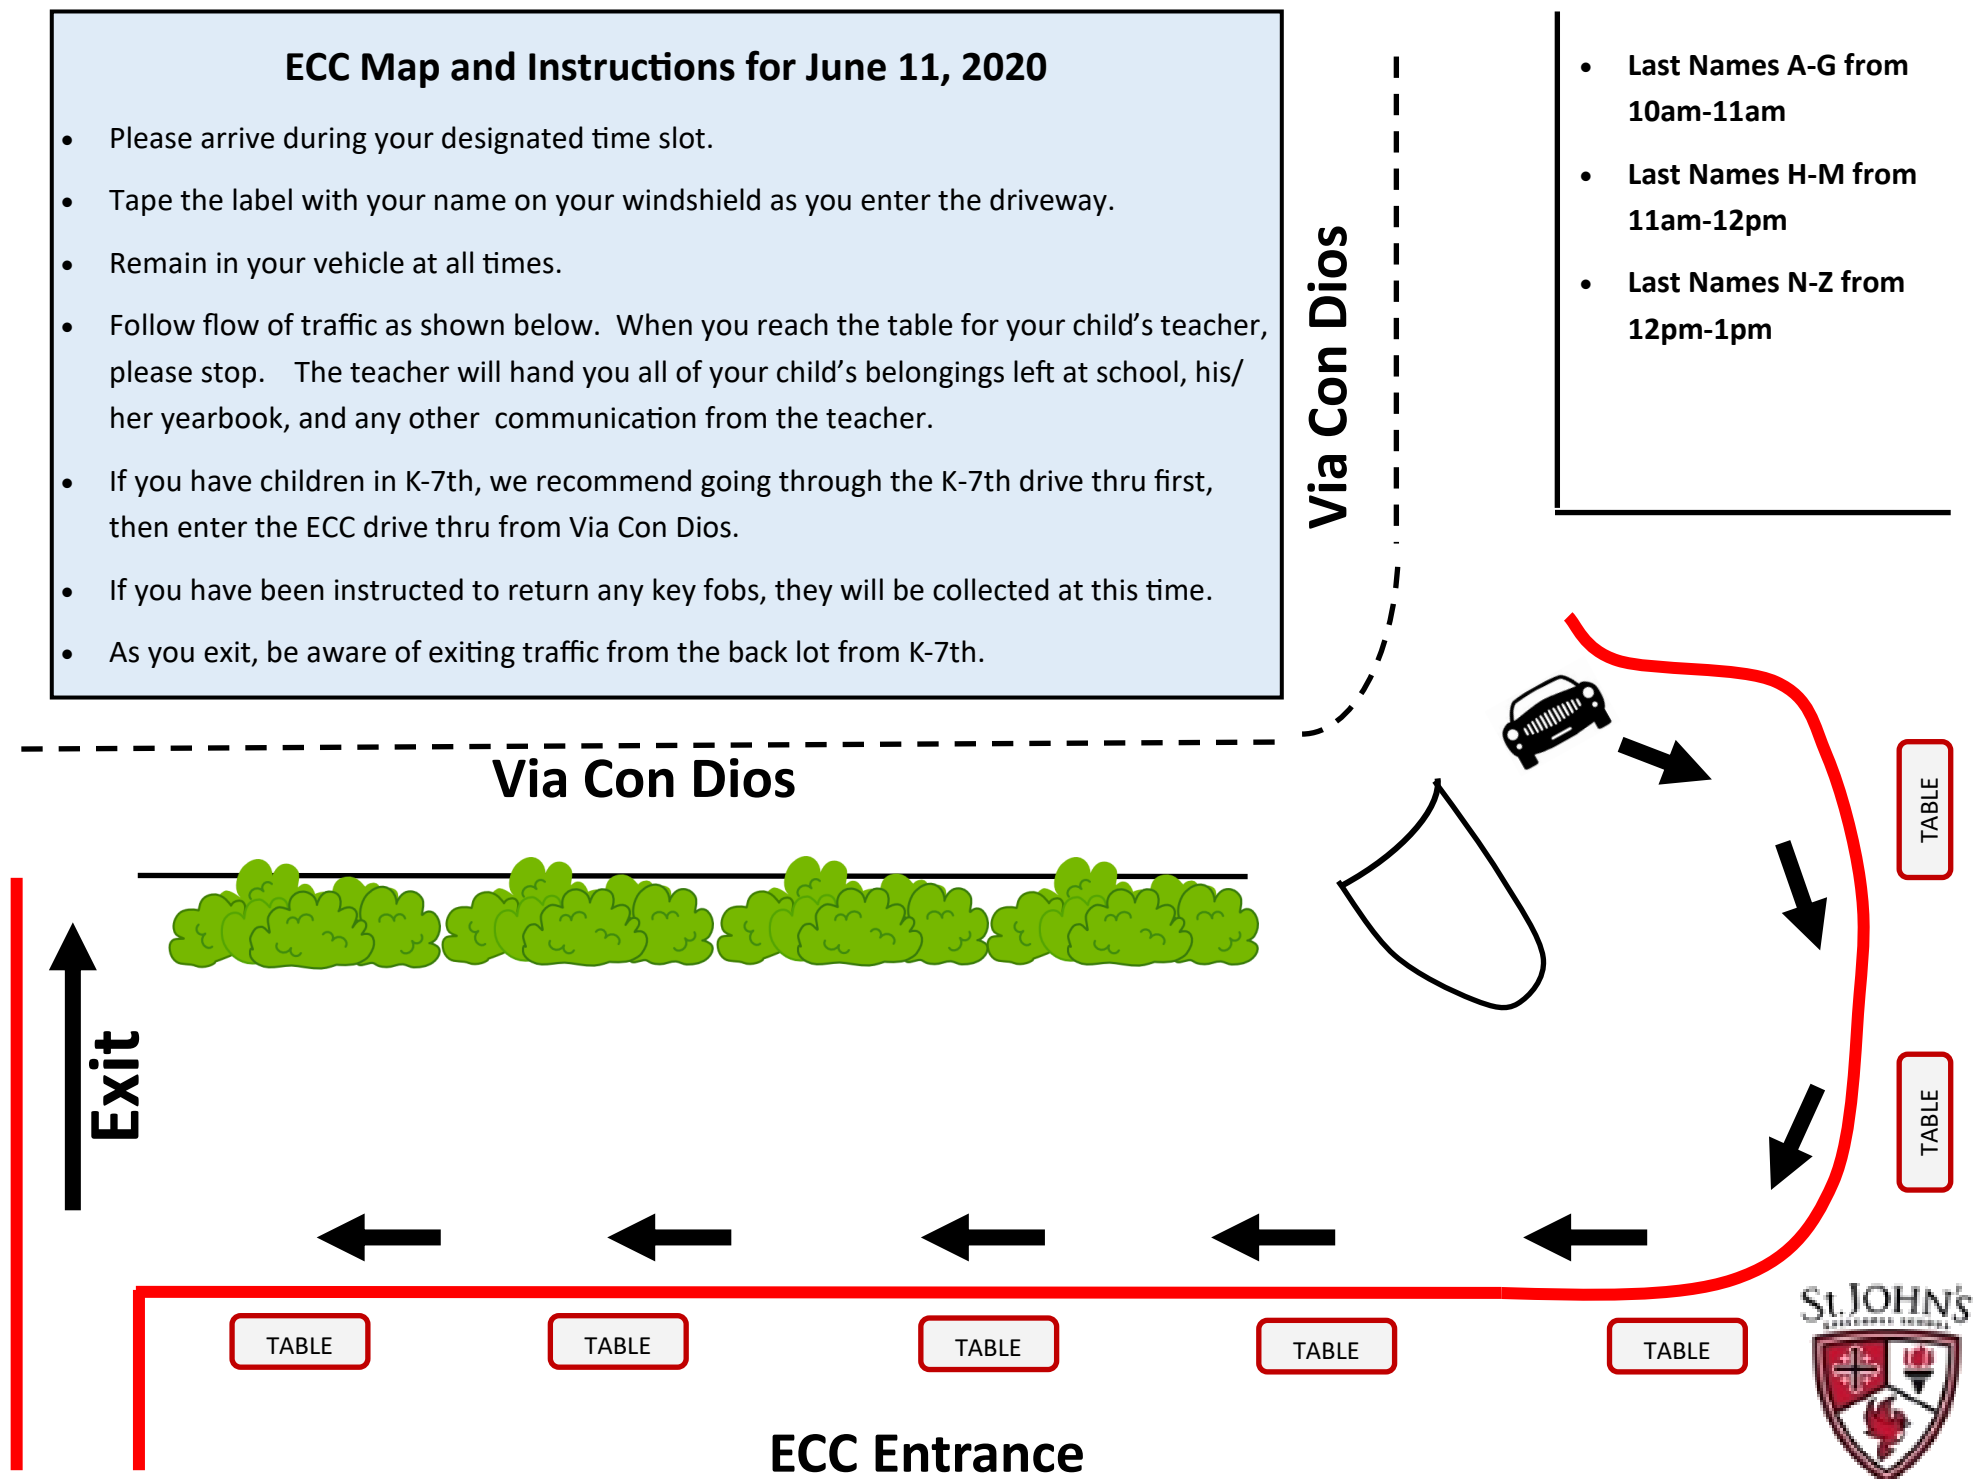 ECC Map and Instructions for June 11, 2020
• Please arrive during your designated time slot.
• Tape the label with your name on your windshield as you enter the driveway.
• Remain in your vehicle at all times.
• Follow flow of traffic as shown below.  When you reach the table for your child’s teacher,
please stop.   The teacher will hand you all of your child’s belongings left at school, his/
her yearbook, and any other  communication from the teacher.
• If you have children in K-7th, we recommend going through the K-7th drive thru first,
then enter the ECC drive thru from Via Con Dios.
• If you have been instructed to return any key fobs, they will be collected at this time.
• As you exit, be aware of exiting traffic from the back lot from K-7th.
Via Con Dios
• Last Names A-G from
10am-11am
• Last Names H-M from
11am-12pm
• Last Names N-Z from
12pm-1pm
Via Con Dios
TABLE
TABLE
Exit
TABLE
TABLE
TABLE
TABLE
TABLE
St. JOHN's
EPISCOPAL SCHOOL
ECC Entrance